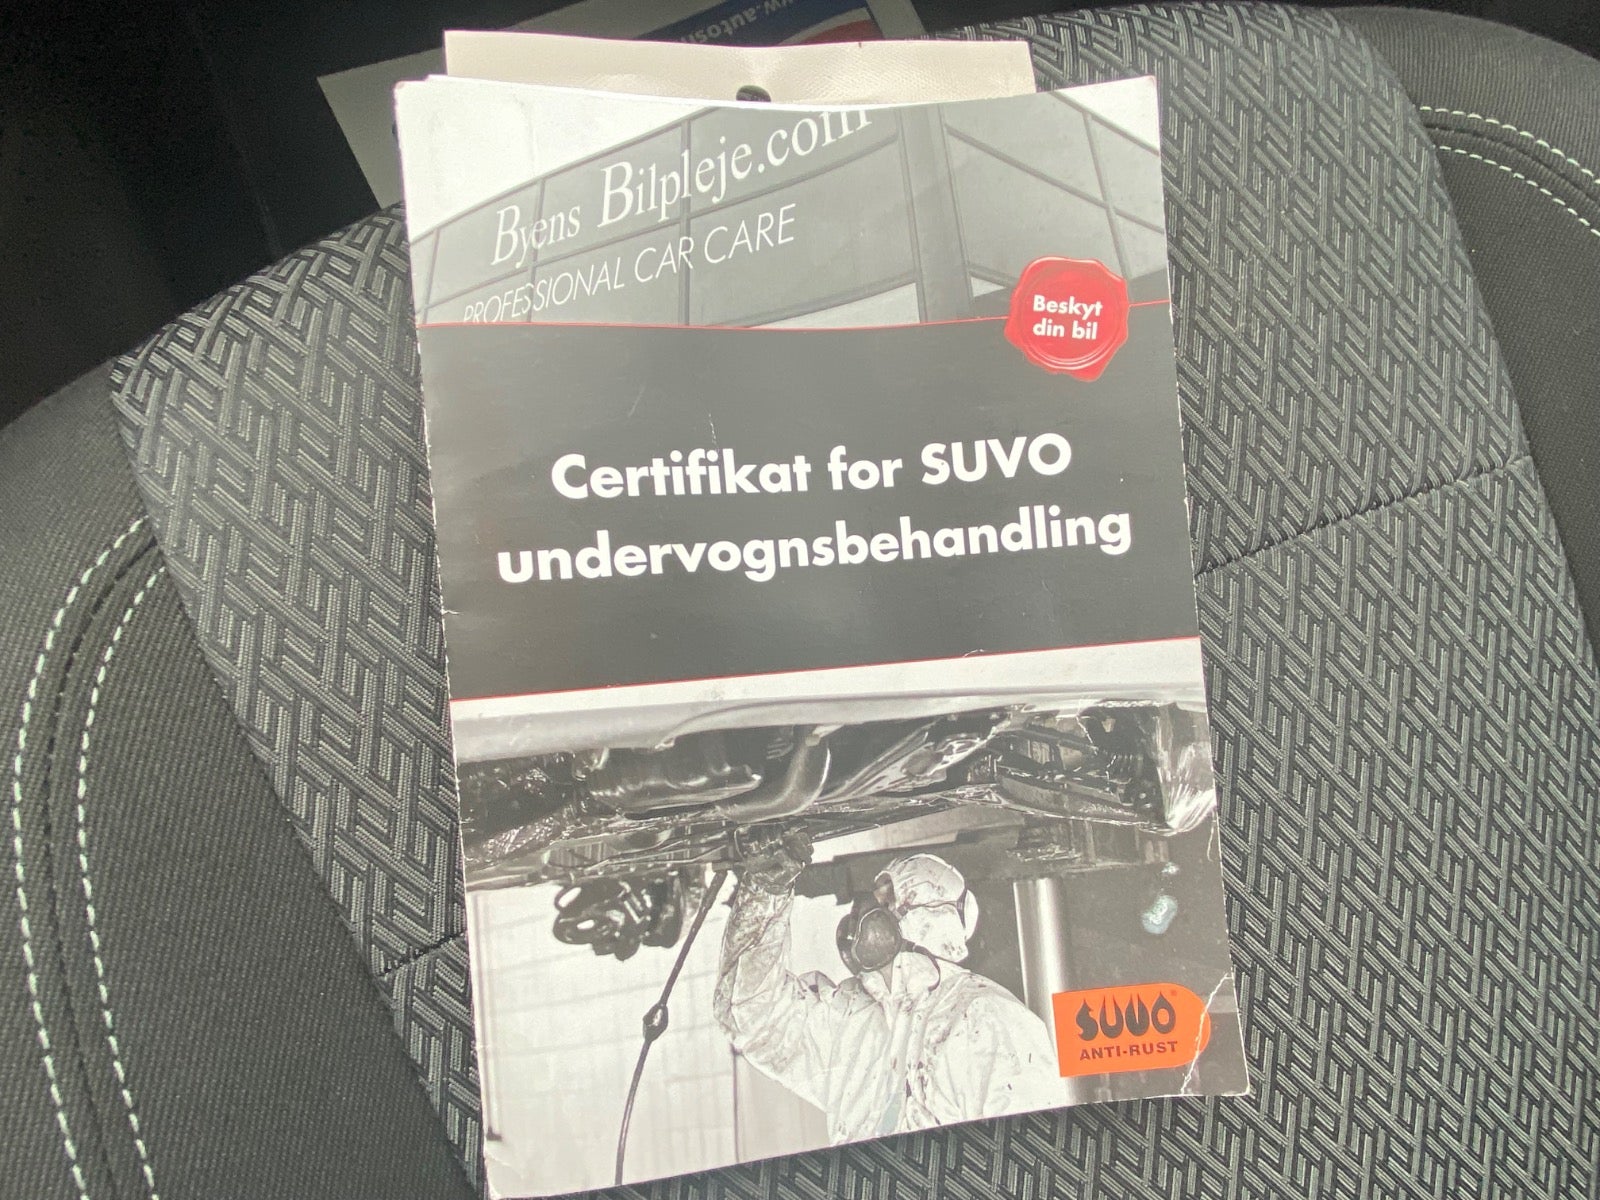 Byens Bilpleje.com
PROFESSIONAL CAR CARE
Beskyt
din bil
Certifikat for SUVO
undervognsbehandling
SUVO®
ANTI-RUST